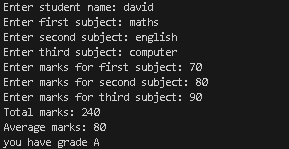 Enter student name: david
Enter first subject: maths
Enter second subject: english
Enter third subject: computer
Enter marks for first subject: 70
Enter marks for second subject: 80
Enter marks for third subject: 90
Total marks: 240
Average marks: 80
you have grade A